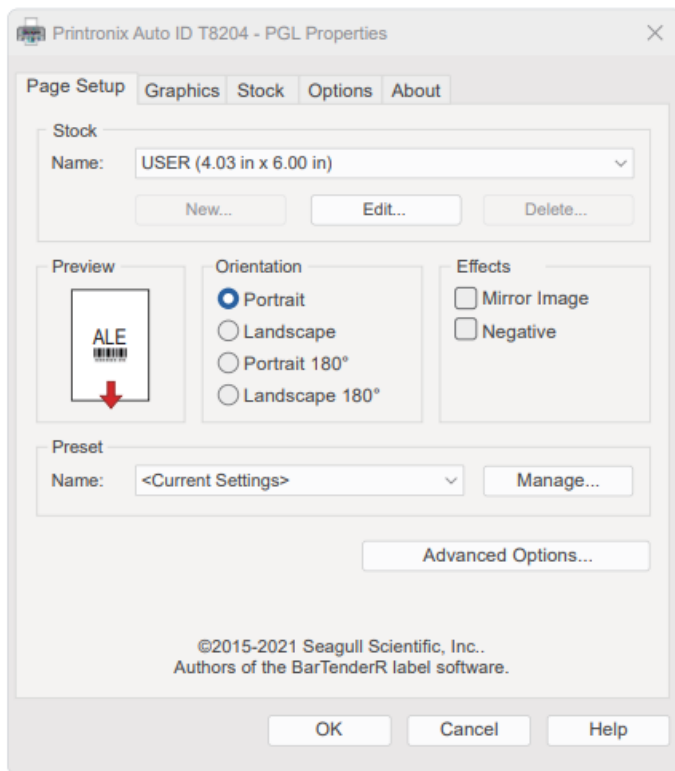 Printronix Auto ID T8204 - PGL Properties
Page Setup Graphics Stock Options About
Stock
Name: USER (4.03 in x 6.00 in)
New... Edit... Delete...
Preview
ALE
Orientation
Portrait
Landscape
Portrait 180°
Landscape 180°
Effects
Mirror Image
Negative
Preset
Name: <Current Settings> Manage...
Advanced Options...
©2015-2021 Seagull Scientific, Inc..
Authors of the BarTenderR label software.
OK Cancel Help